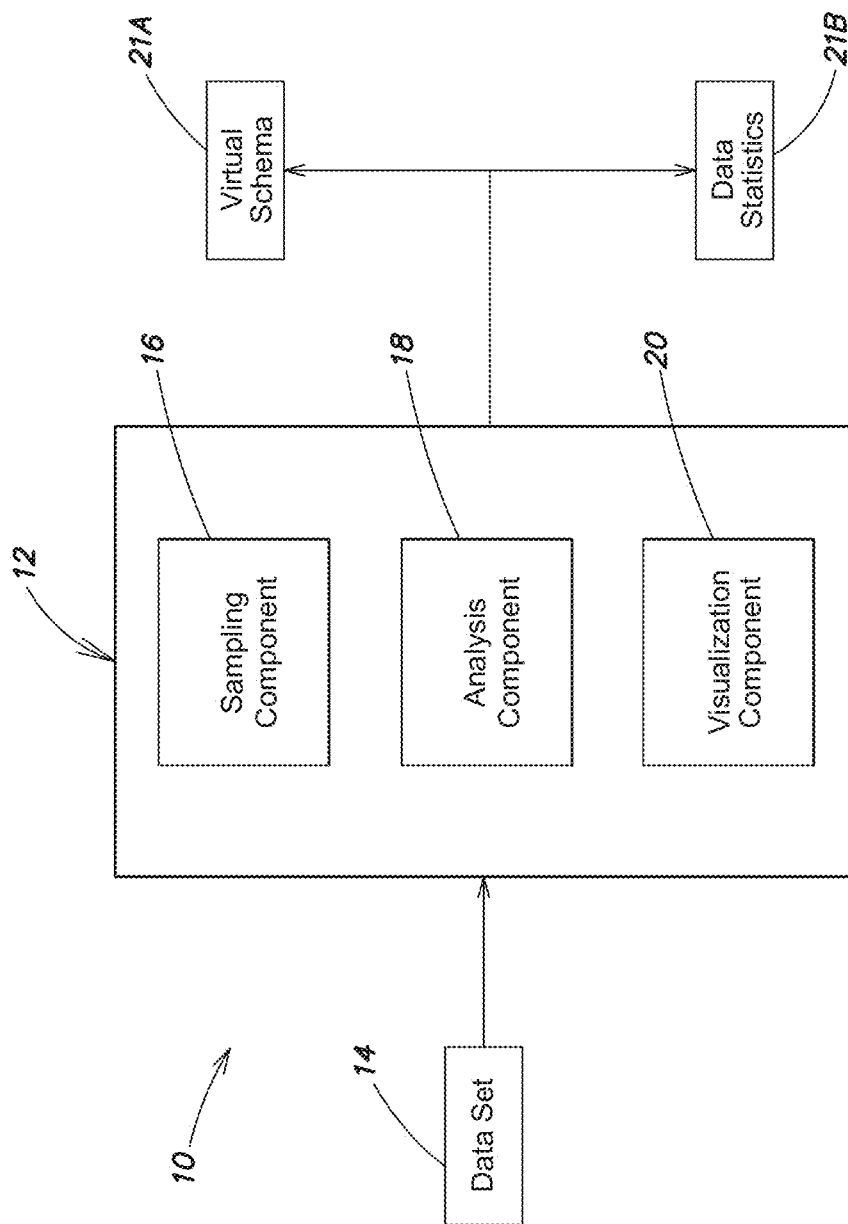 10
12
14
Data Set
16
Sampling
Component
18
Analysis
Component
20
Visualization
Component
21A
Virtual
Schema
21B
Data
Statistics